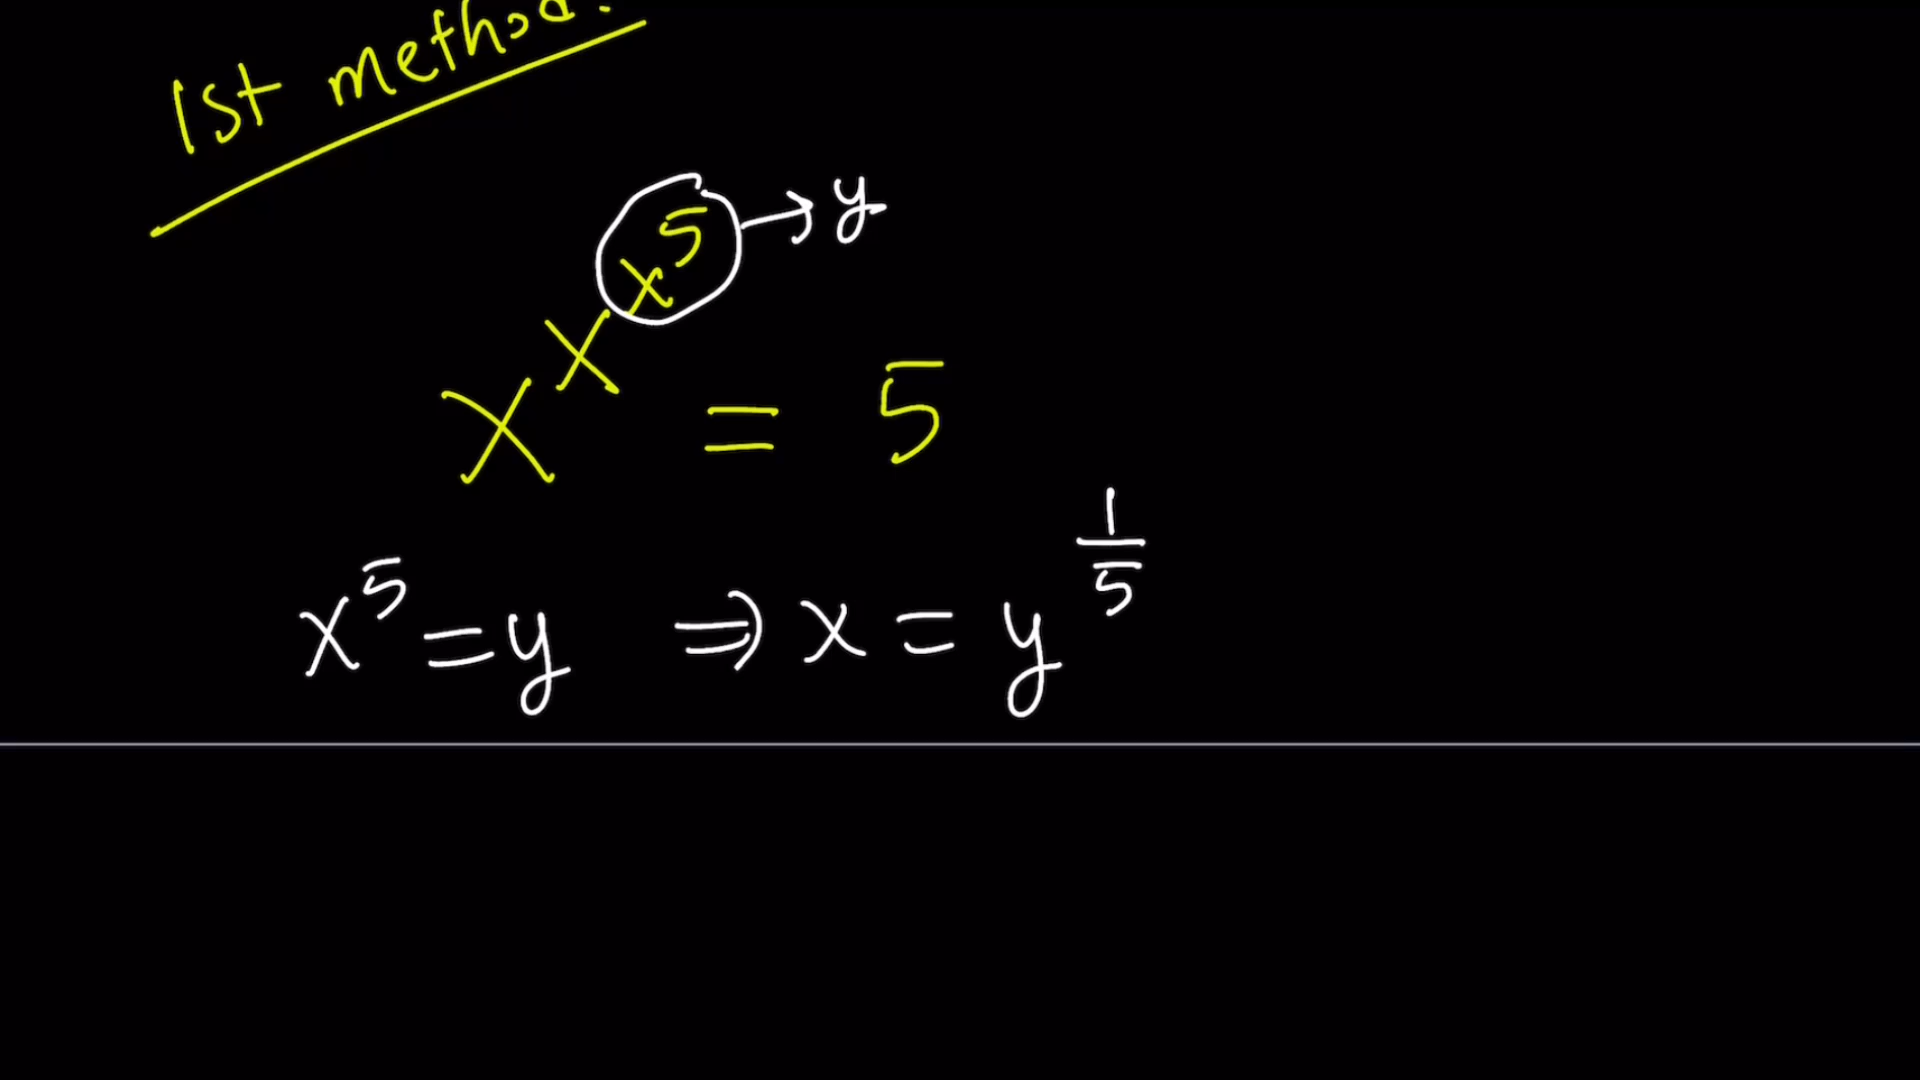 1st method:
x^x^x^5 → y
= 5
x^5 = y ⇒ x = y^1/5